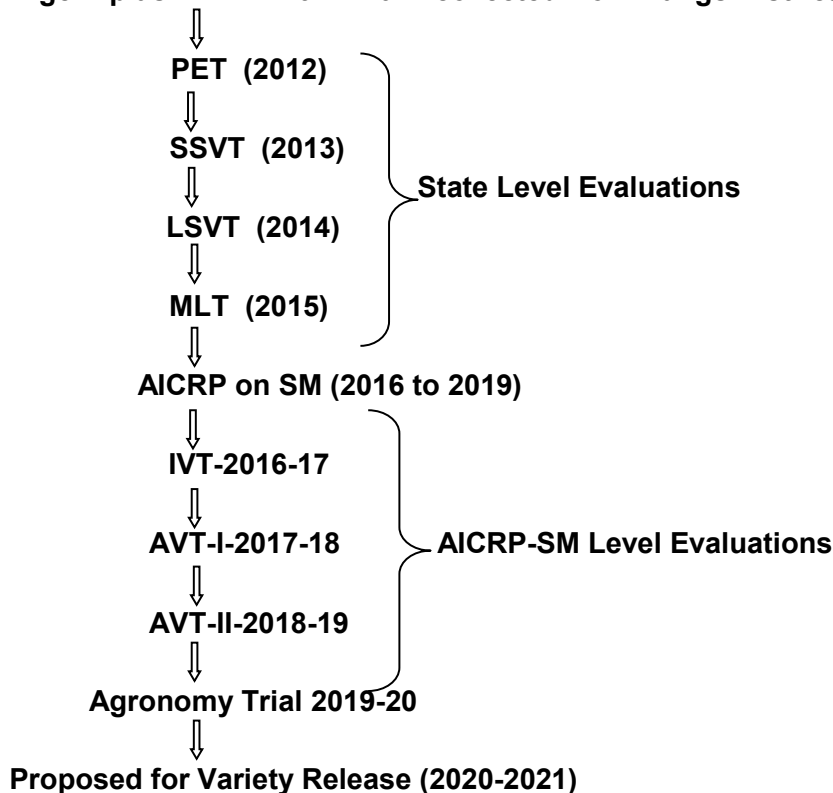 PET (2012)
SSVT (2013)
State Level Evaluations
LSVT (2014)
MLT (2015)
AICRP on SM (2016 to 2019)
IVT-2016-17
AVT-I-2017-18
AICRP-SM Level Evaluations
AVT-II-2018-19
Agronomy Trial 2019-20
Proposed for Variety Release (2020-2021)